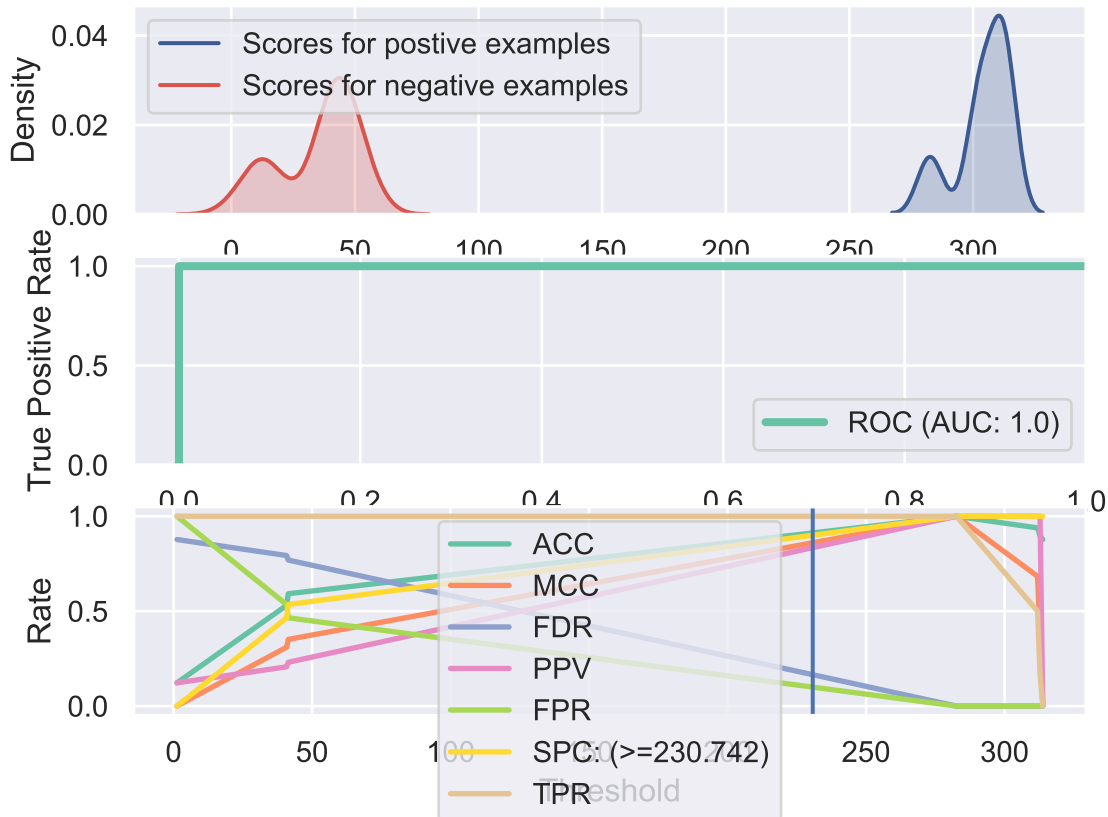 Density
0.04
0.02
0.00
Scores for postive examples
Scores for negative examples
0 50 100 150 200 250 300
True Positive Rate
1.0
0.5
0.0
ROC (AUC: 1.0)
0.0 0.2 0.4 0.6 0.8 1.0
Rate
1.0
0.5
0.0
ACC
MCC
FDR
PPV
FPR
SPC: (>=230.742)
TPR
0 50 100 150 200 250 300
Threshold